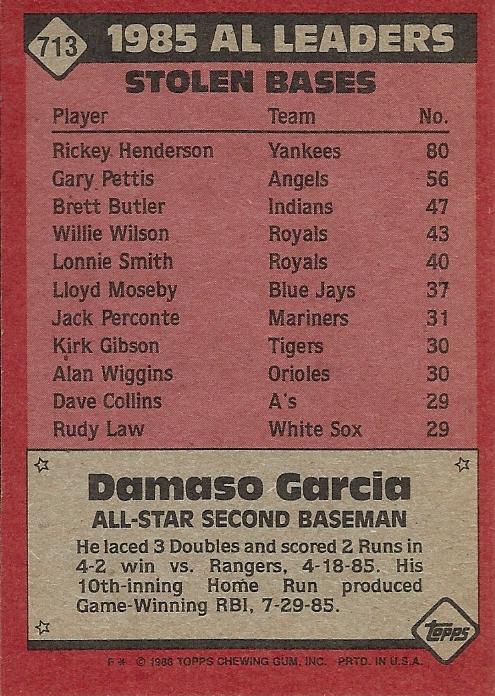 713 1985 AL LEADERS
STOLEN BASES
Player Team No.
Rickey Henderson Yankees 80
Gary Pettis Angels 56
Brett Butler Indians 47
Willie Wilson Royals 43
Lonnie Smith Royals 40
Lloyd Moseby Blue Jays 37
Jack Perconte Mariners 31
Kirk Gibson Tigers 30
Alan Wiggins Orioles 30
Dave Collins A's 29
Rudy Law White Sox 29
Damaso Garcia
ALL-STAR SECOND BASEMAN
He laced 3 Doubles and scored 2 Runs in
4-2 win vs. Rangers, 4-18-85. His
10th-inning Home Run produced
Game-Winning RBI, 7-29-85.
topps
F* © 1986 TOPPS CHEWING GUM, INC. PRTD. IN U.S.A.